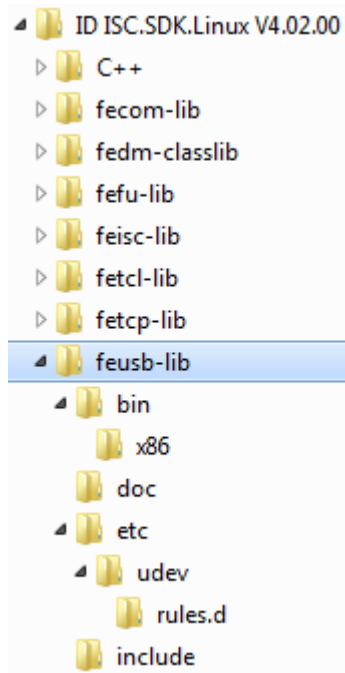 ID ISC.SDK.Linux V4.02.00
C++
fecom-lib
fedm-classlib
fefu-lib
feisc-lib
fetcl-lib
fetcp-lib
feusb-lib
bin
x86
doc
etc
udev
rules.d
include